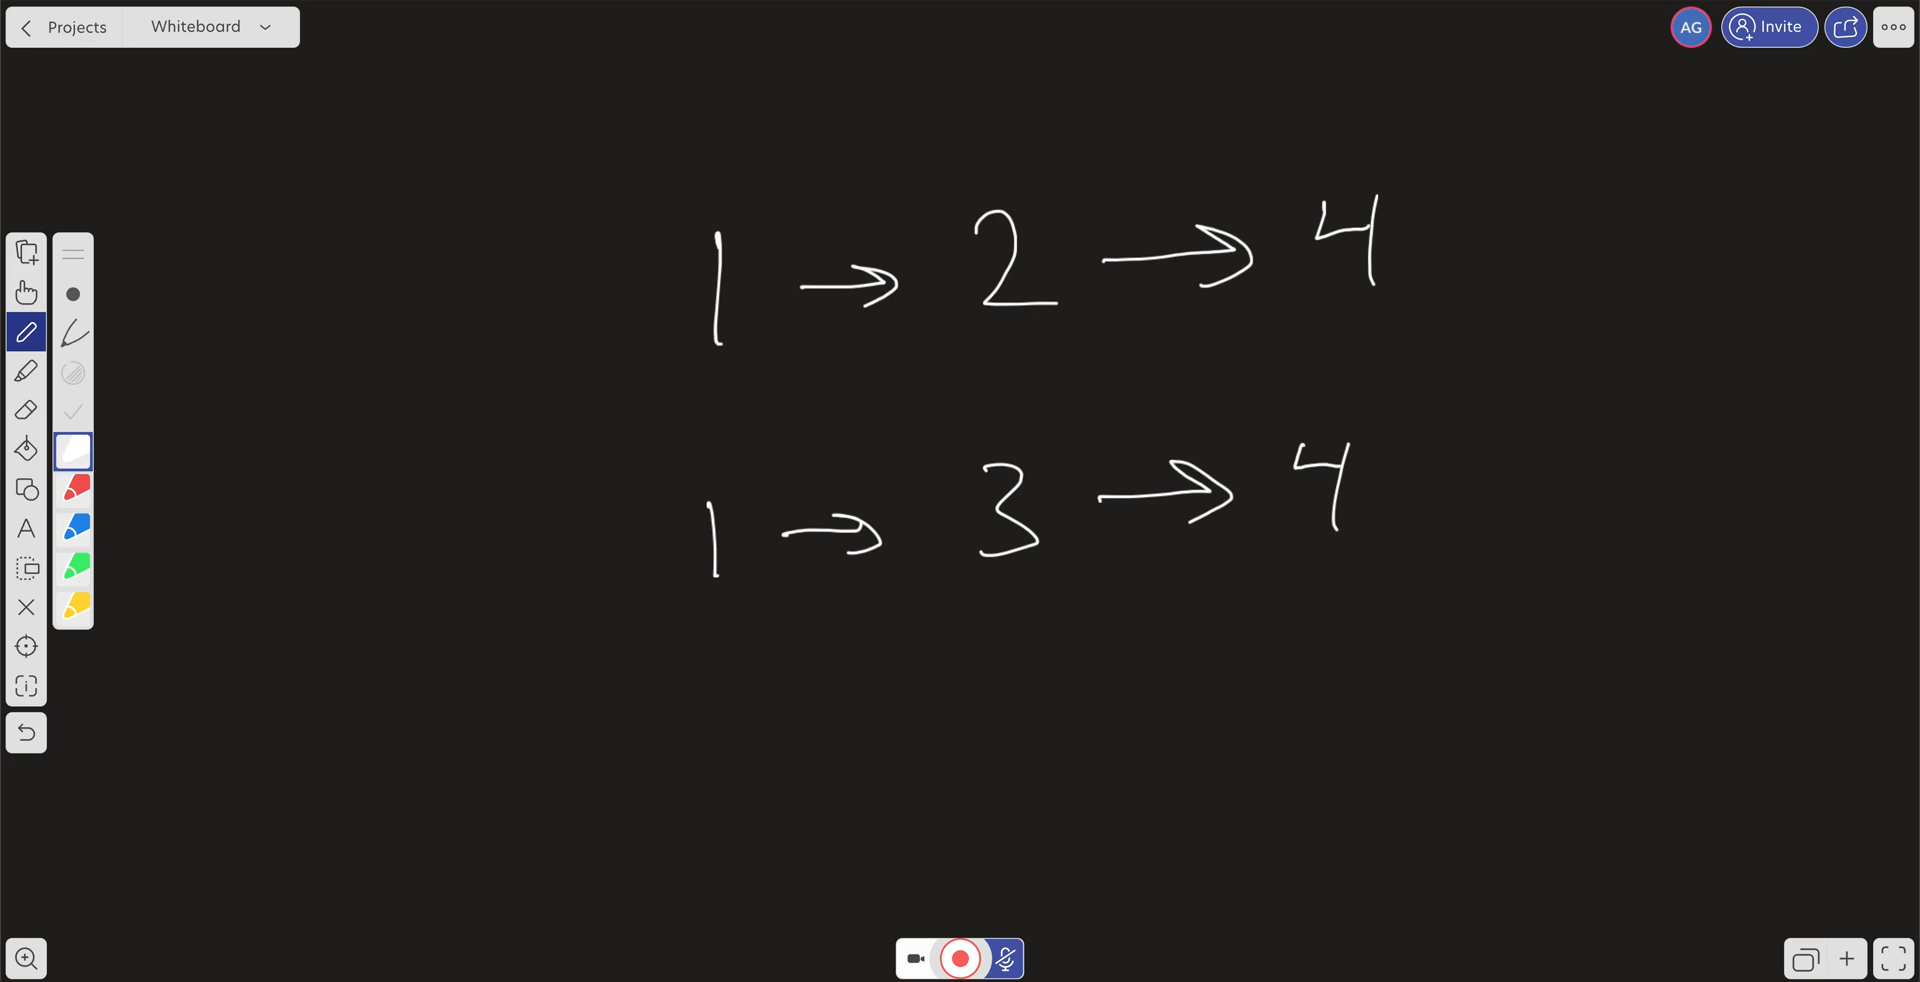 Projects Whiteboard AG Invite
1 → 2 → 4
1 → 3 → 4
A